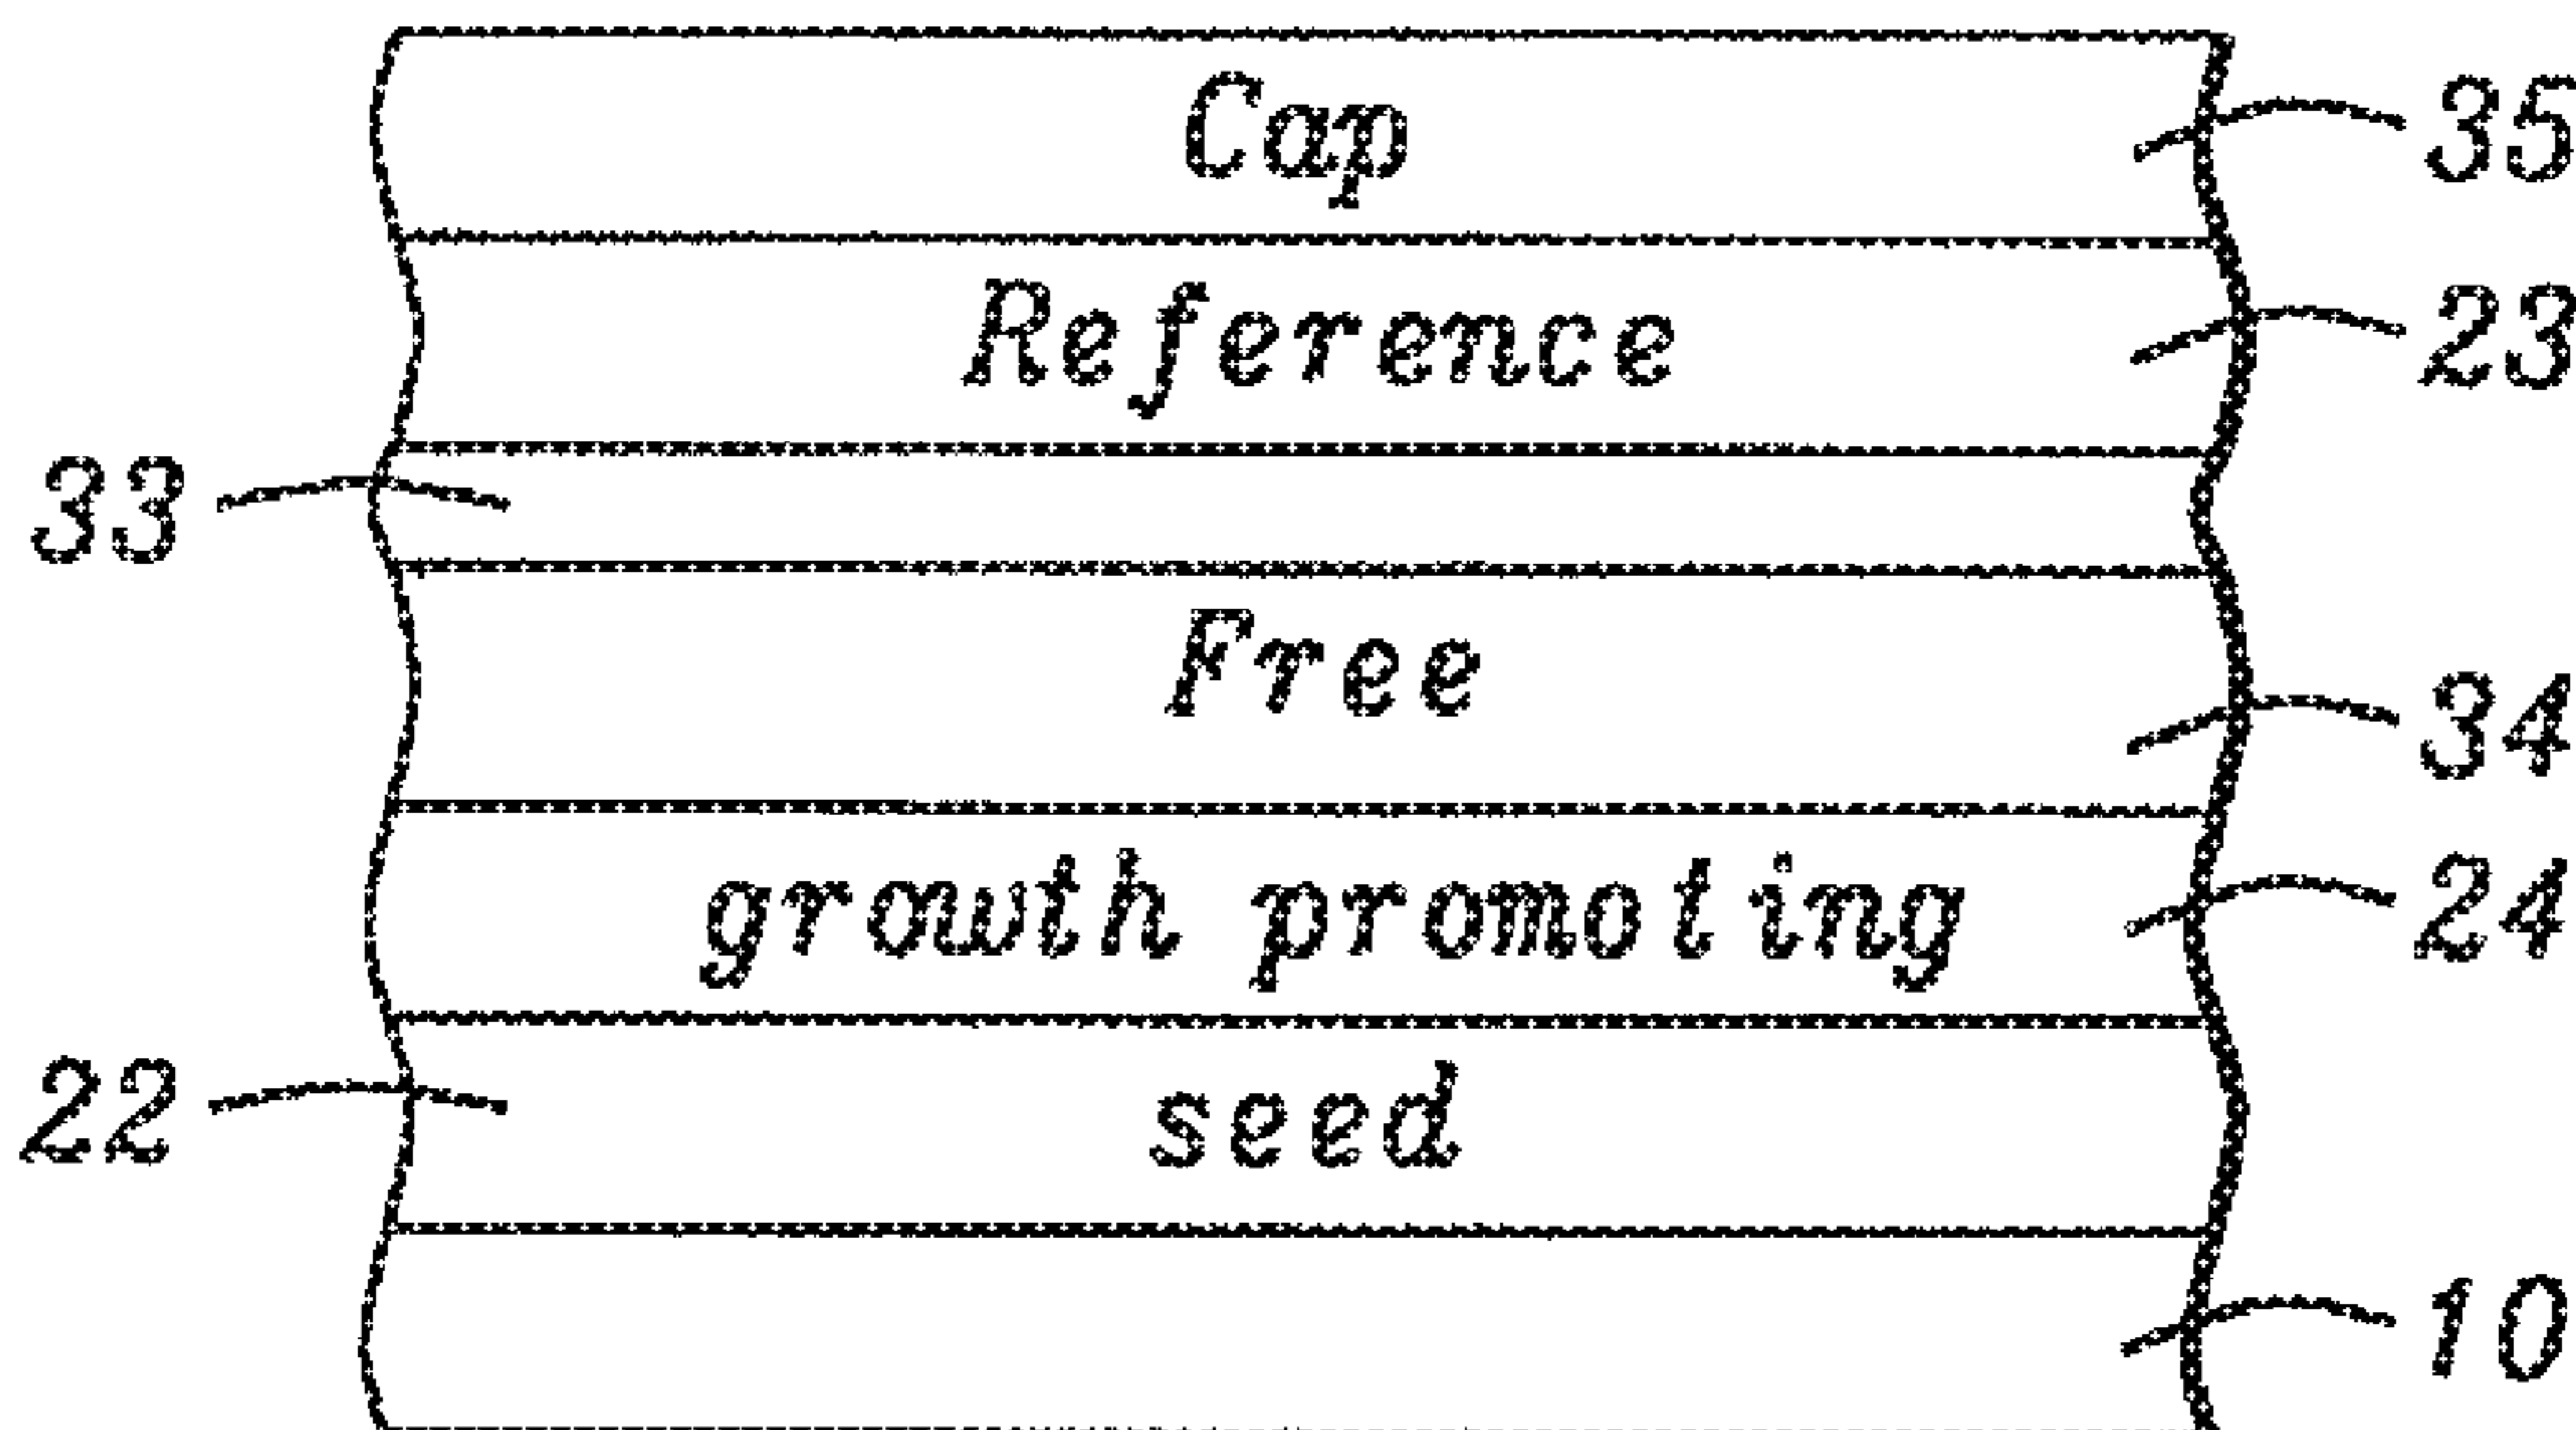 Cap 35
Reference 23
33
Free
34
growth promoting 24
22 seed
10